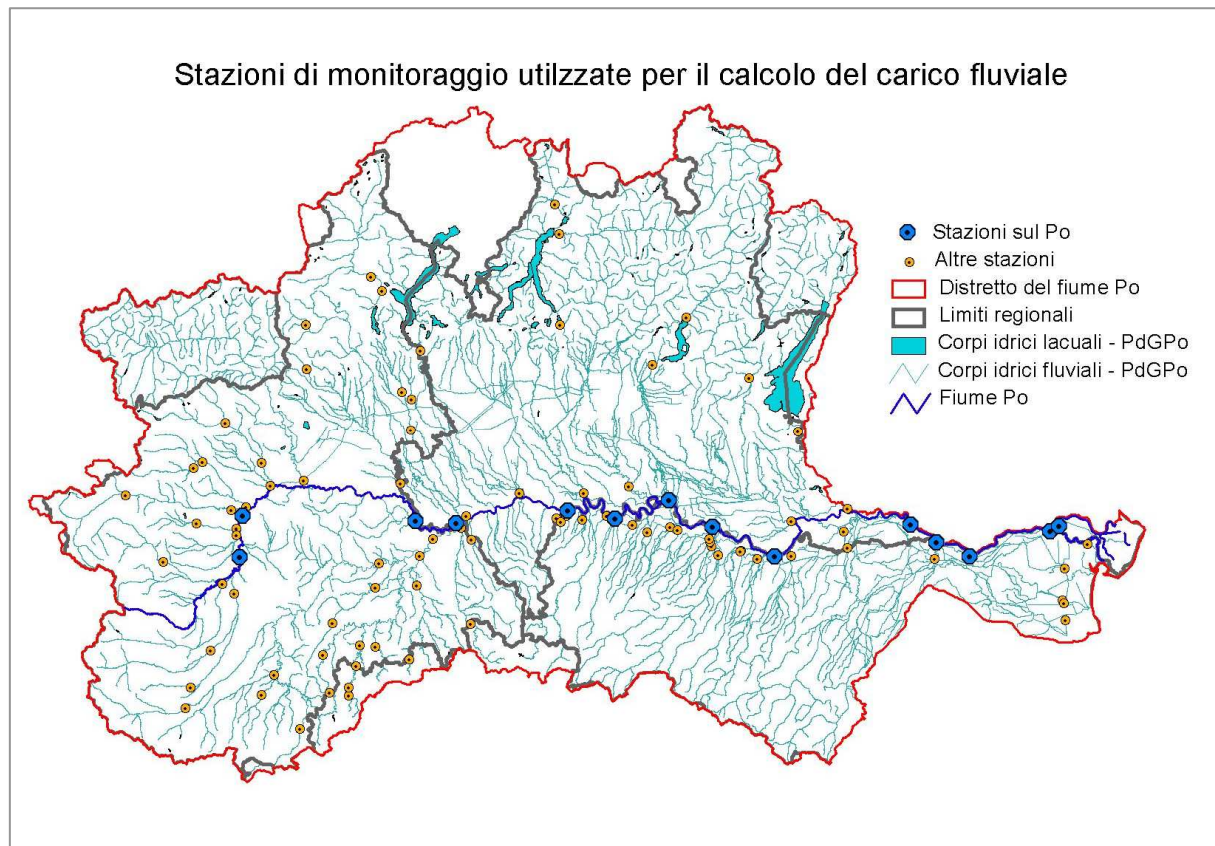 Stazioni di monitoraggio utilzzate per il calcolo del carico fluviale
Stazioni sul Po
Altre stazioni
Distretto del fiume Po
Limiti regionali
Corpi idrici lacuali - PdGPo
Corpi idrici fluviali - PdGPo
Fiume Po